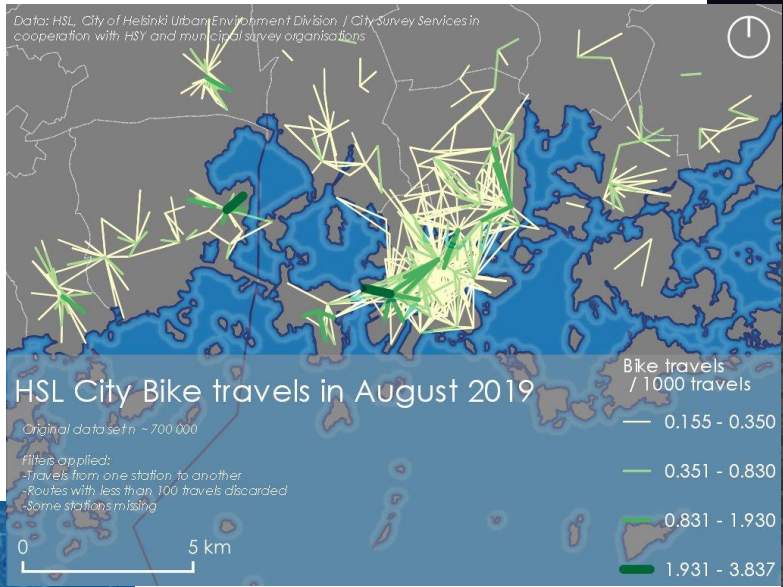 Data: HSL, City of Helsinki Urban Environment Division / City Survey Services in
cooperation with HSY and municipal survey organisations
HSL City Bike travels in August 2019
Original data set n ~700 000
Filters applied:
-Travels from one station to another
-Routes with less than 100 travels discarded
-Some stations missing
0 5 km
Bike travels
/ 1000 travels
0.155 - 0.350
0.351 - 0.830
0.831 - 1.930
1.931 - 3.837